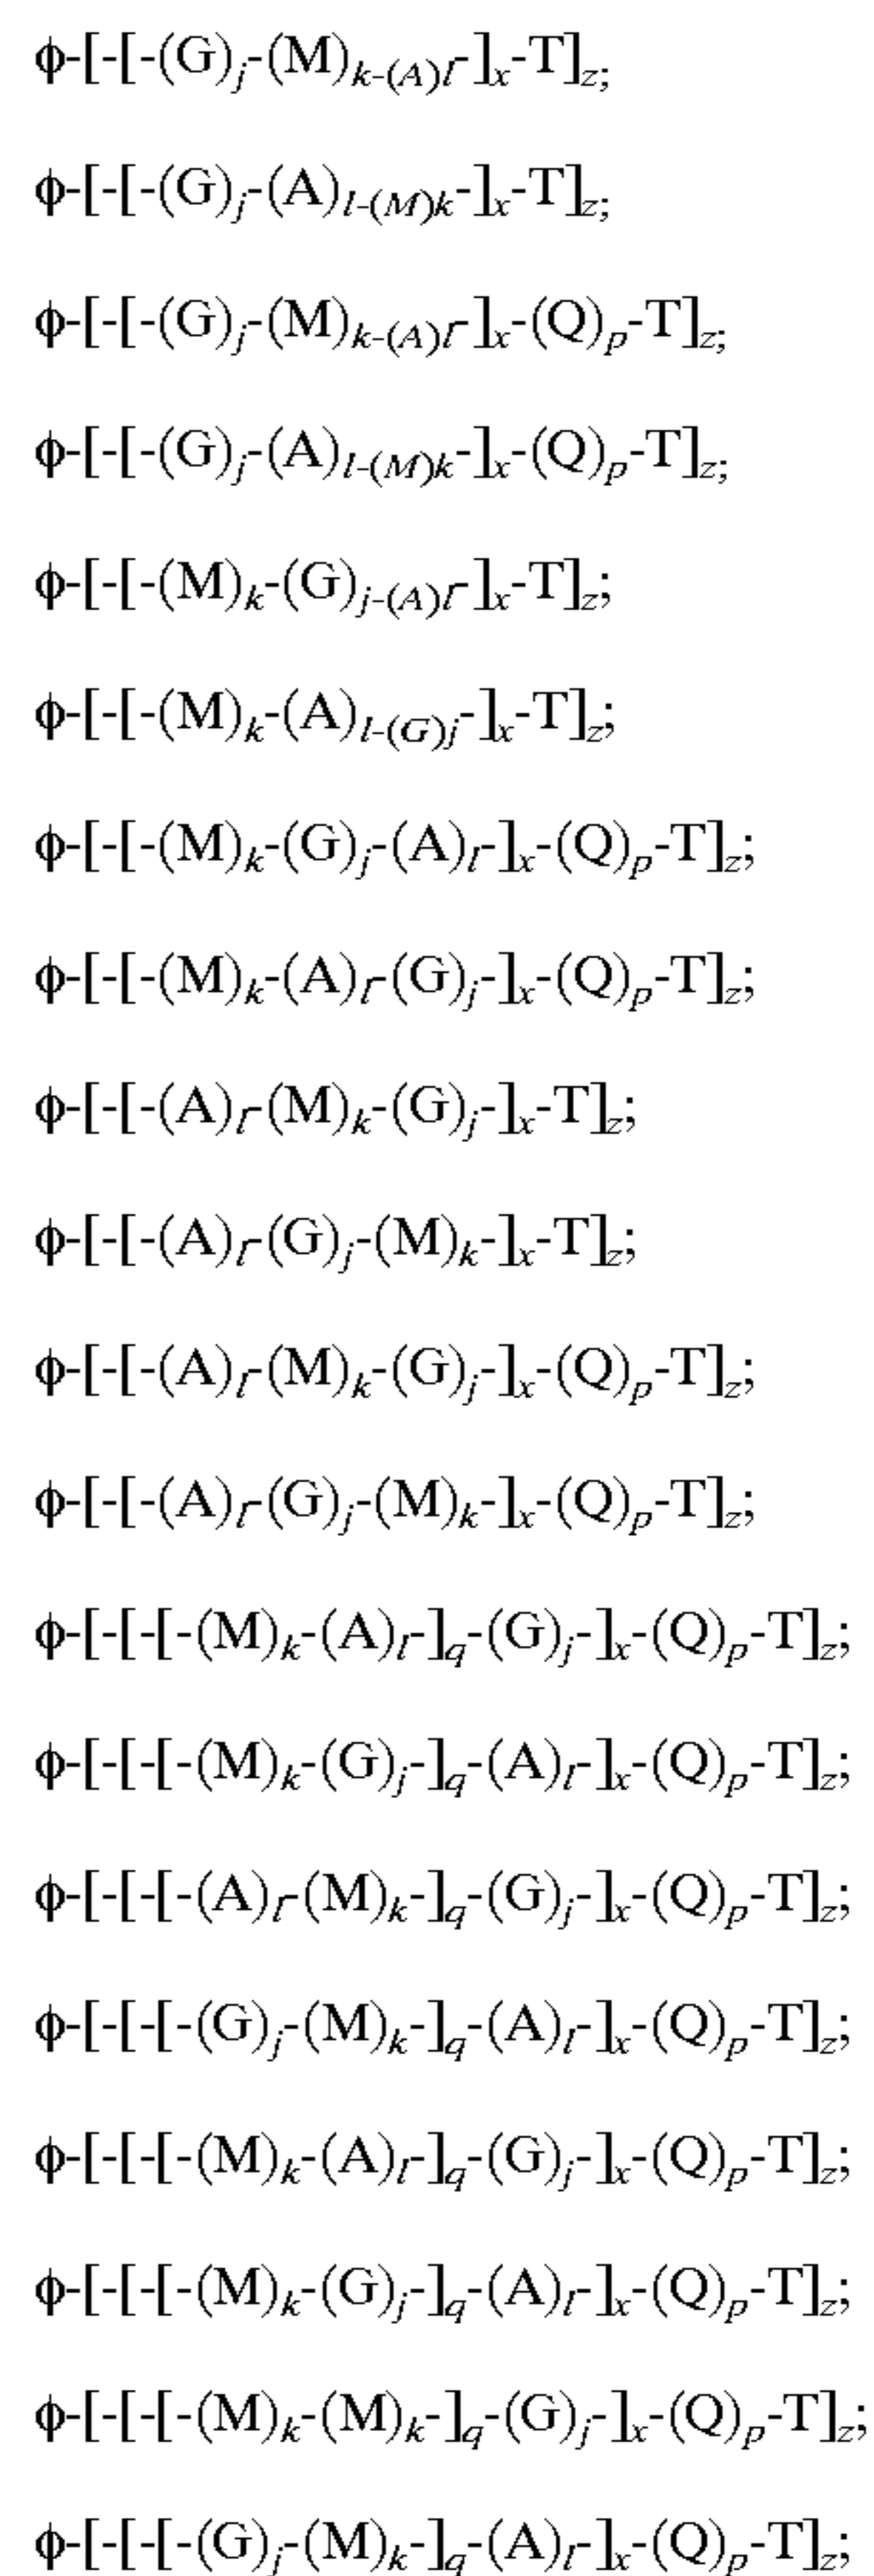 ϕ-[-[-(G)j-(M)k-(A)l-]x-T]z;
ϕ-[-[-(G)j-(A)l-(M)k-]x-T]z;
ϕ-[-[-(G)j-(M)k-(A)l-]x-(Q)p-T]z;
ϕ-[-[-(G)j-(A)l-(M)k-]x-(Q)p-T]z;
ϕ-[-[-(M)k-(G)j-(A)l-]x-T]z;
ϕ-[-[-(M)k-(A)l-(G)j-]x-T]z;
ϕ-[-[-(M)k-(G)j-(A)l-]x-(Q)p-T]z;
ϕ-[-[-(M)k-(A)l-(G)j-]x-(Q)p-T]z;
ϕ-[-[-(A)l-(M)k-(G)j-]x-T]z;
ϕ-[-[-(A)l-(G)j-(M)k-]x-T]z;
ϕ-[-[-(A)l-(M)k-(G)j-]x-(Q)p-T]z;
ϕ-[-[-(A)l-(G)j-(M)k-]x-(Q)p-T]z;
ϕ-[-[-[-(M)k-(A)l-]q-(G)j-]x-(Q)p-T]z;
ϕ-[-[-[-(M)k-(G)j-]q-(A)l-]x-(Q)p-T]z;
ϕ-[-[-[-(A)l-(M)k-]q-(G)j-]x-(Q)p-T]z;
ϕ-[-[-[-(G)j-(M)k-]q-(A)l-]x-(Q)p-T]z;
ϕ-[-[-[-(M)k-(A)l-]q-(G)j-]x-(Q)p-T]z;
ϕ-[-[-[-(M)k-(G)j-]q-(A)l-]x-(Q)p-T]z;
ϕ-[-[-[-(M)k-(M)k-]q-(G)j-]x-(Q)p-T]z;
ϕ-[-[-[-(G)j-(M)k-]q-(A)l-]x-(Q)p-T]z;